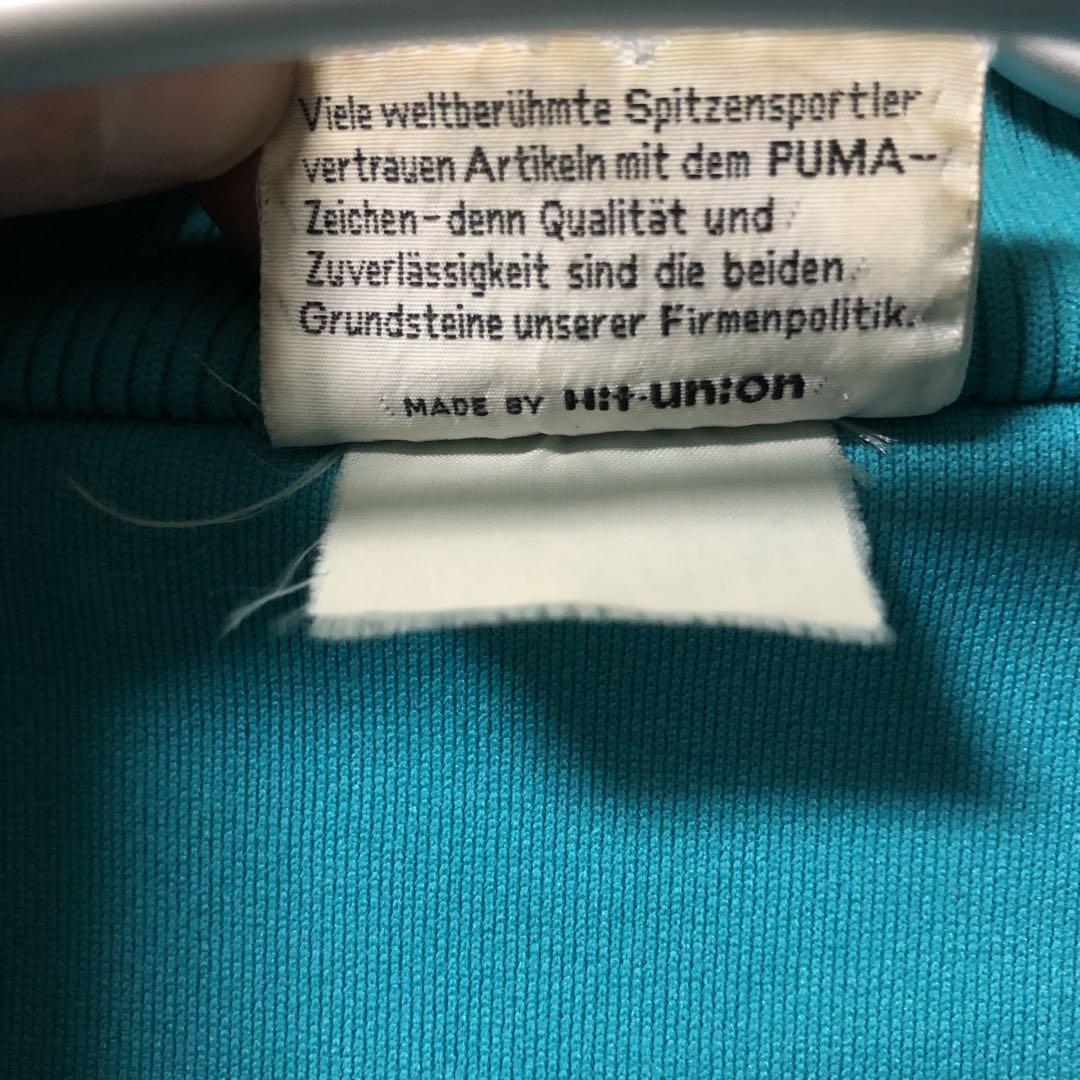 Viele weltberühmte Spitzensportler
vertrauen Artikeln mit dem PUMA-
Zeichen-denn Qualität und
Zuverlässigkeit sind die beiden
Grundsteine unserer Firmenpolitik.
MADE BY Hit-union